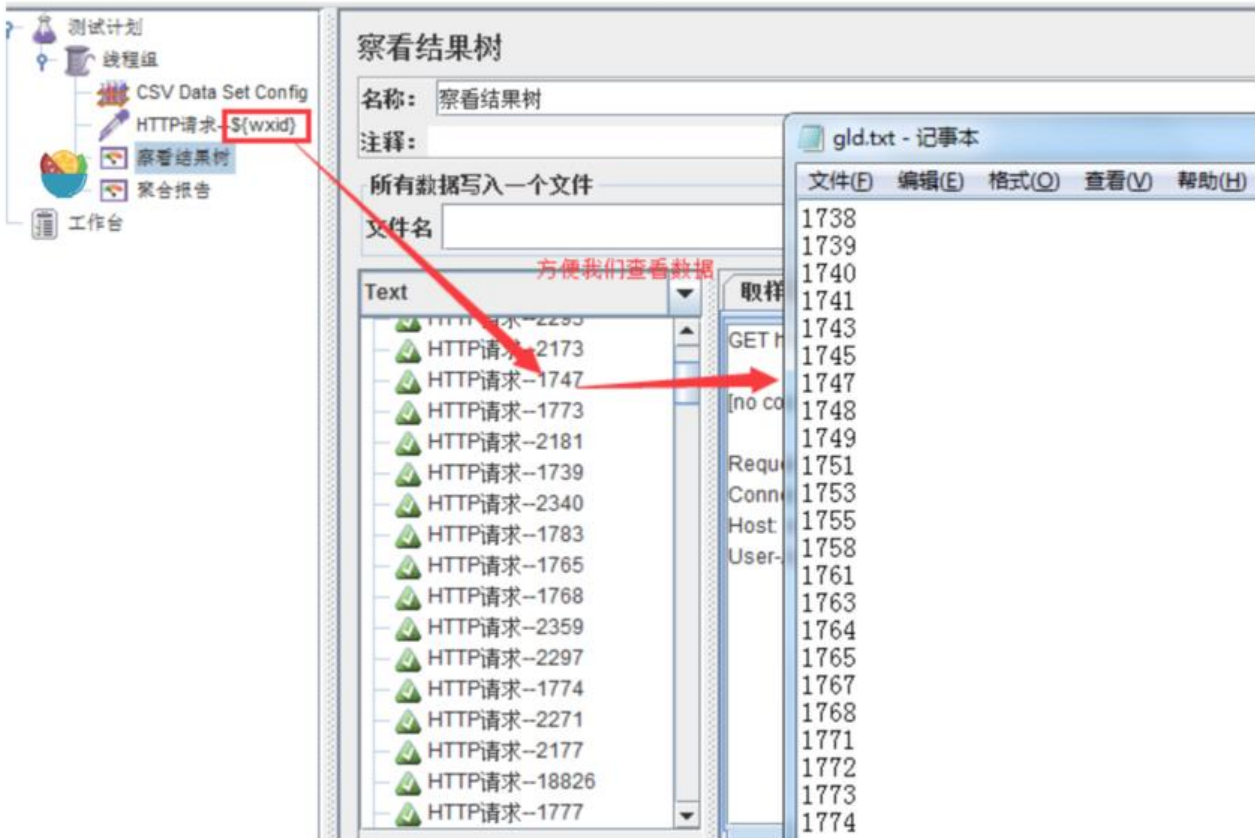 测试计划
线程组
CSV Data Set Config
HTTP请求--${wxid}
察看结果树
聚合报告
工作台
察看结果树
名称: 察看结果树
注释:
所有数据写入一个文件
文件名
方便我们查看数据
Text
HTTP请求--2293
HTTP请求--2173
HTTP请求--1747
HTTP请求--1773
HTTP请求--2181
HTTP请求--1739
HTTP请求--2340
HTTP请求--1783
HTTP请求--1765
HTTP请求--1768
HTTP请求--2359
HTTP请求--2297
HTTP请求--1774
HTTP请求--2271
HTTP请求--2177
HTTP请求--18826
HTTP请求--1777
取样
GET h
[no co
Requ
Conn
Host:
User-
gld.txt - 记事本
文件(F) 编辑(E) 格式(O) 查看(V) 帮助(H)
1738
1739
1740
1741
1743
1745
1747
1748
1749
1751
1753
1755
1758
1761
1763
1764
1765
1767
1768
1771
1772
1773
1774